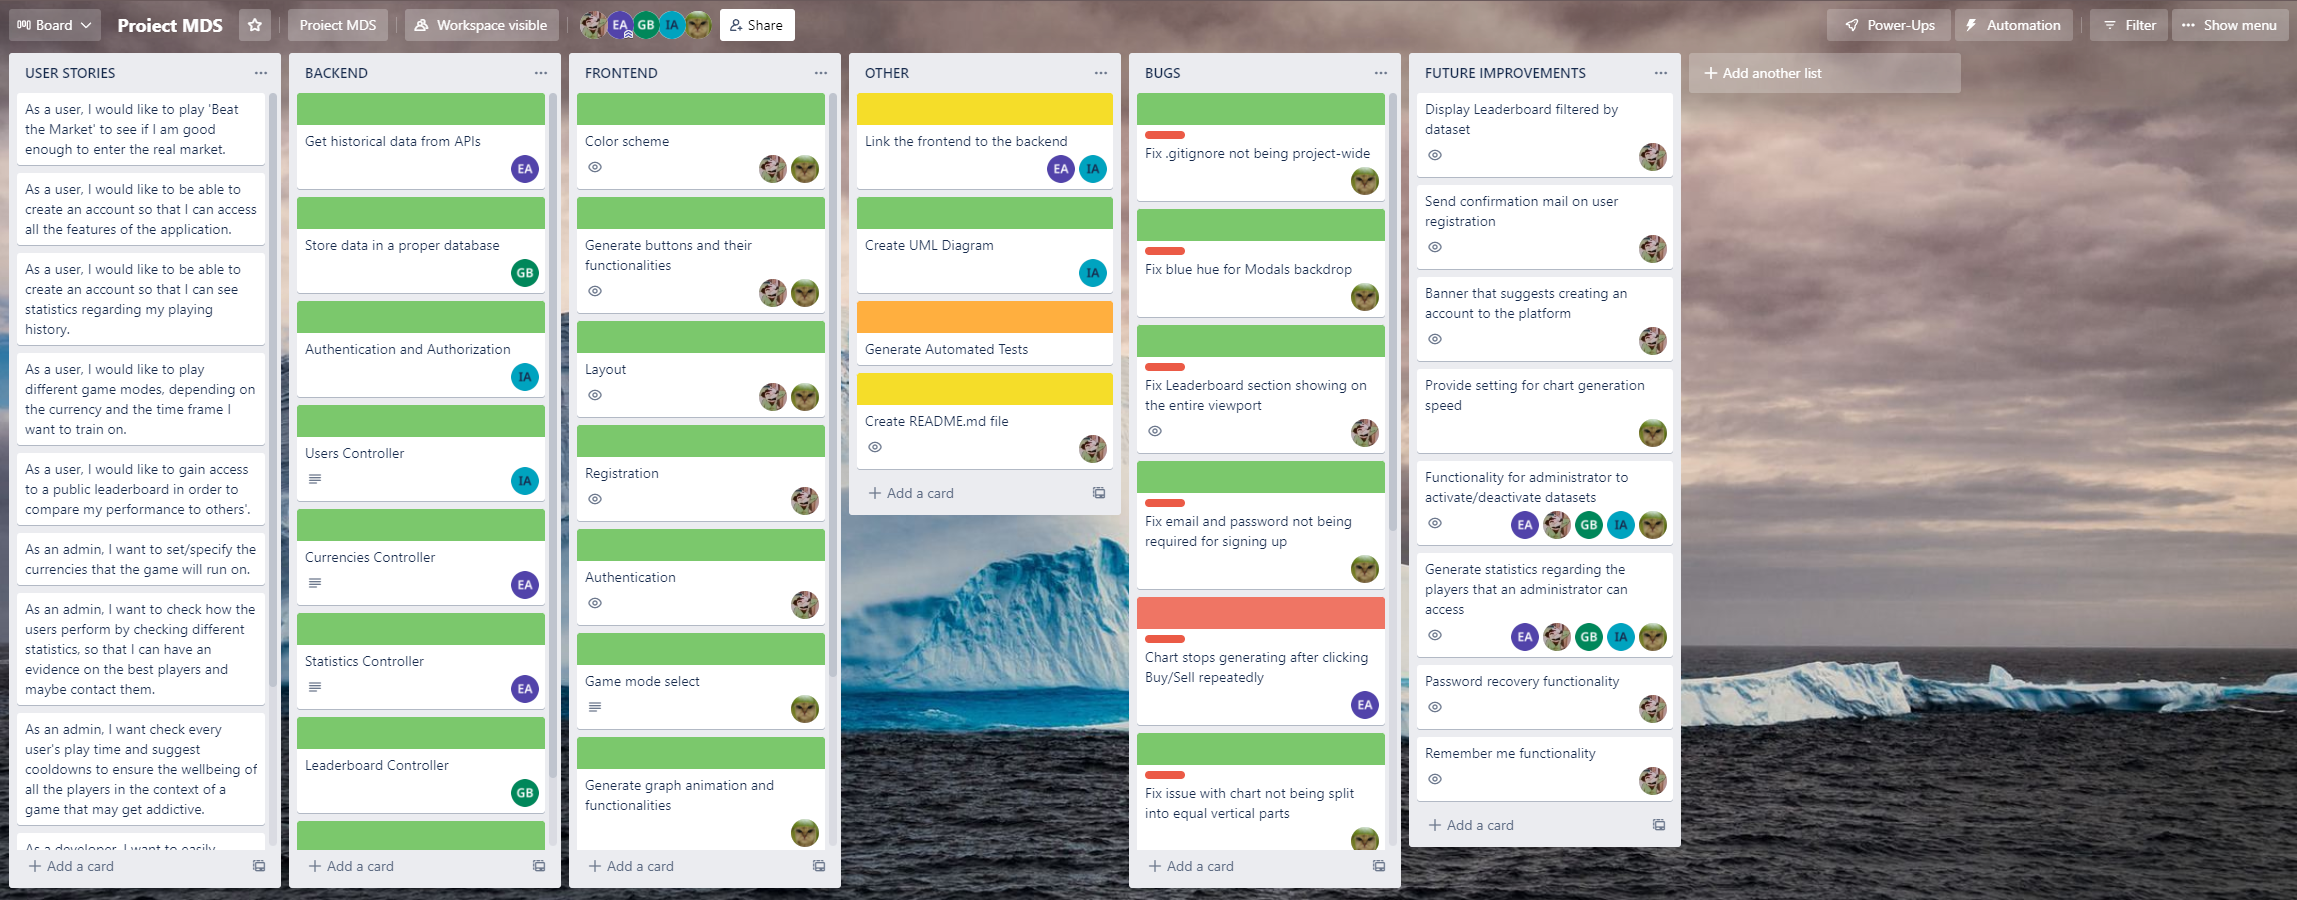 Board
Proiect MDS
Proiect MDS
Workspace visible
EA
GB
IA
Share
Power-Ups
Automation
Filter
Show menu
USER STORIES
As a user, I would like to play 'Beat
the Market' to see if I am good
enough to enter the real market.
As a user, I would like to be able to
create an account so that I can access
all the features of the application.
As a user, I would like to be able to
create an account so that I can see
statistics regarding my playing
history.
As a user, I would like to play
different game modes, depending on
the currency and the time frame I
want to train on.
As a user, I would like to gain access
to a public leaderboard in order to
compare my performance to others'.
As an admin, I want to set/specify the
currencies that the game will run on.
As an admin, I want to check how the
users perform by checking different
statistics, so that I can have an
evidence on the best players and
maybe contact them.
As an admin, I want check every
user's play time and suggest
cooldowns to ensure the wellbeing of
all the players in the context of a
game that may get addictive.
As a developer, I want to easily
Add a card
BACKEND
Get historical data from APIs
EA
Store data in a proper database
GB
Authentication and Authorization
IA
Users Controller
IA
Currencies Controller
EA
Statistics Controller
EA
Leaderboard Controller
GB
Add a card
FRONTEND
Color scheme
Generate buttons and their
functionalities
Layout
Registration
Authentication
Game mode select
Generate graph animation and
functionalities
Add a card
OTHER
Link the frontend to the backend
EA
IA
Create UML Diagram
IA
Generate Automated Tests
Create README.md file
Add a card
BUGS
Fix .gitignore not being project-wide
Fix blue hue for Modals backdrop
Fix Leaderboard section showing on
the entire viewport
Fix email and password not being
required for signing up
Chart stops generating after clicking
Buy/Sell repeatedly
EA
Fix issue with chart not being split
into equal vertical parts
Add a card
FUTURE IMPROVEMENTS
Display Leaderboard filtered by
dataset
Send confirmation mail on user
registration
Banner that suggests creating an
account to the platform
Provide setting for chart generation
speed
Functionality for administrator to
activate/deactivate datasets
EA
GB
IA
Generate statistics regarding the
players that an administrator can
access
EA
GB
IA
Password recovery functionality
Remember me functionality
Add a card
Add another list